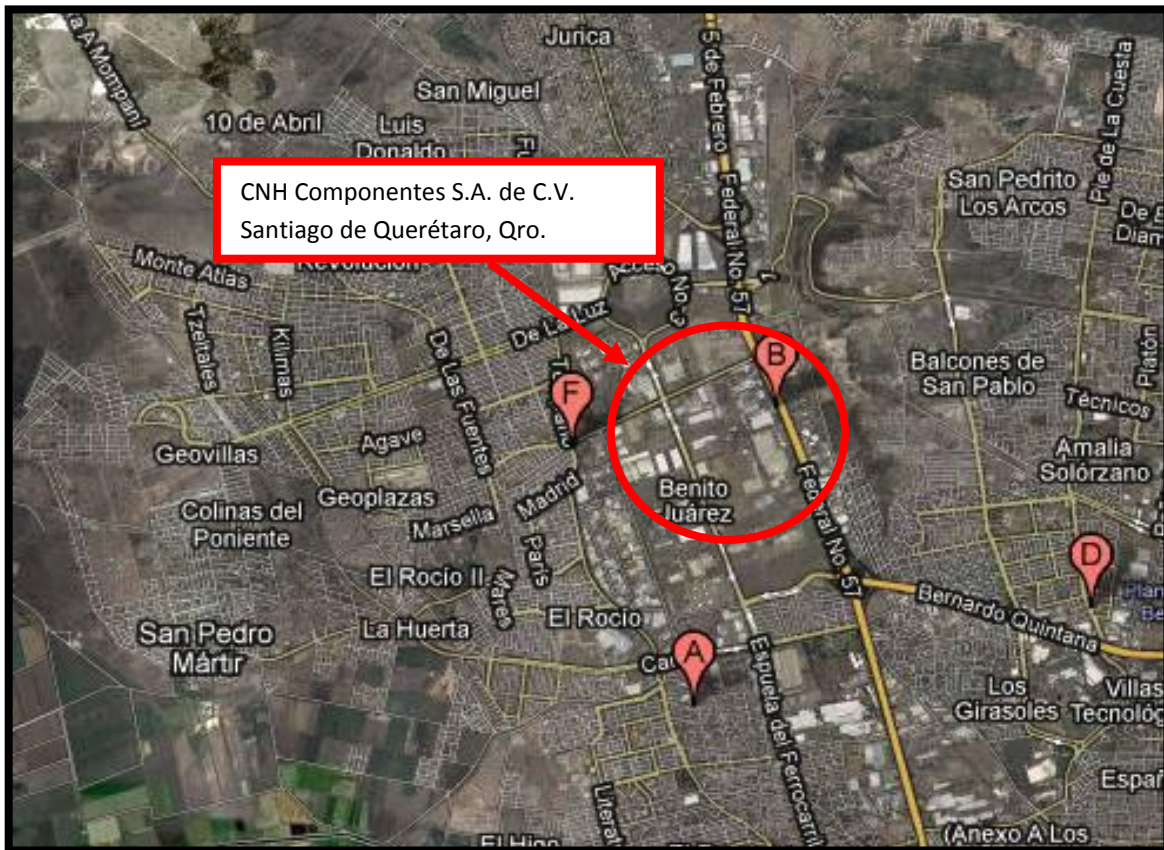 Jurica
5 de Febrero
San Miguel
10 de Abril
Luis
Donaldo
Federal No. 57
Pie de La Cuesta
San Pedrito
Los Arcos
CNH Componentes S.A. de C.V.
Santiago de Querétaro, Qro.
Revolución
Monte Atlas
Acceso No. 3
De La Luz
Tzeltales
Kilimas
De Las Fuentes
B
F
Balcones de
San Pablo
Platón
Técnicos
Agave
Geovillas
Geoplazas
Amalia
Solórzano
Madrid
Benito
Juárez
Marsella
Colinas del
Poniente
París
Federal No. 57
D
El Rocío II
Mares
Bernardo Quintana
El Rocío
La Huerta
San Pedro
Mártir
A
Espuela del Ferrocarril
Los
Girasoles
Villas
(Anexo A Los